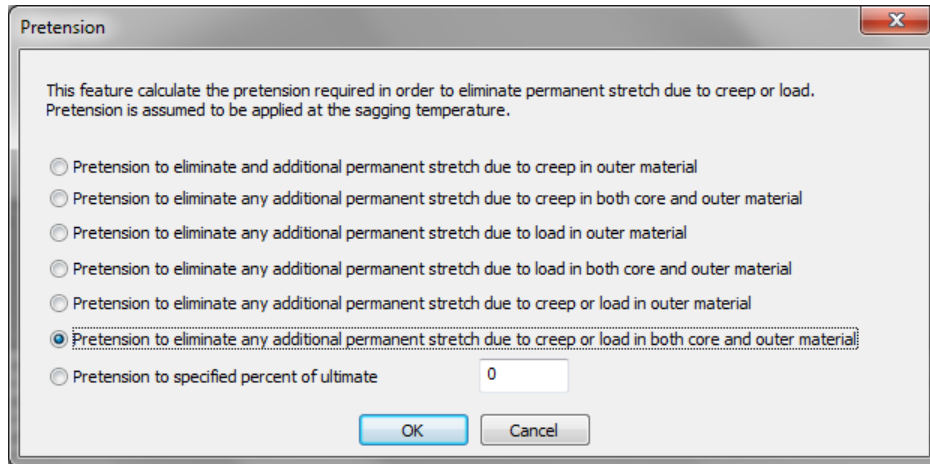 Pretension
This feature calculate the pretension required in order to eliminate permanent stretch due to creep or load.
Pretension is assumed to be applied at the sagging temperature.
Pretension to eliminate and additional permanent stretch due to creep in outer material
Pretension to eliminate any additional permanent stretch due to creep in both core and outer material
Pretension to eliminate any additional permanent stretch due to load in outer material
Pretension to eliminate any additional permanent stretch due to load in both core and outer material
Pretension to eliminate any additional permanent stretch due to creep or load in outer material
Pretension to eliminate any additional permanent stretch due to creep or load in both core and outer material
Pretension to specified percent of ultimate 0
OK Cancel